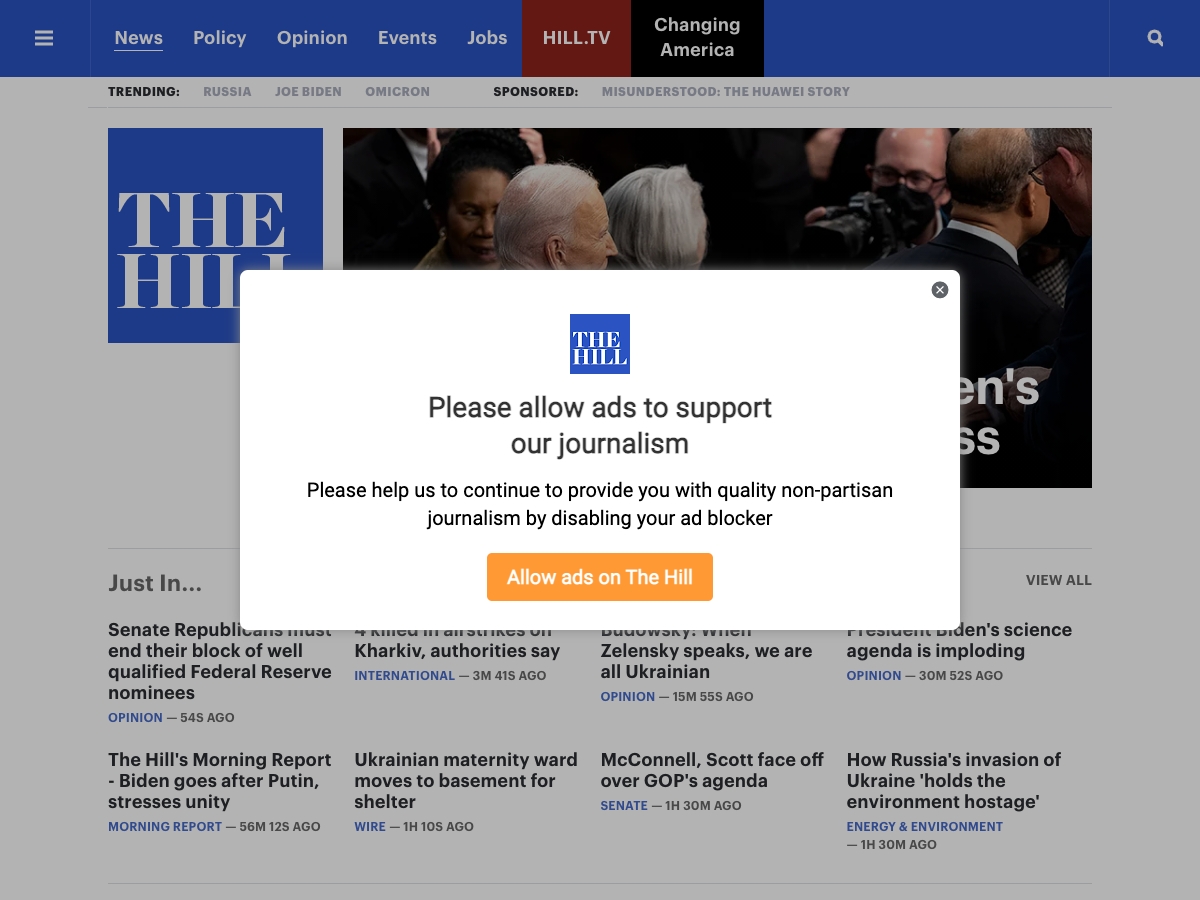 News Policy Opinion Events Jobs HILL.TV Changing America
TRENDING: RUSSIA JOE BIDEN OMICRON SPONSORED: MISUNDERSTOOD: THE HUAWEI STORY
THE
HILL
THE
HILL
Please allow ads to support
our journalism
Please help us to continue to provide you with quality non-partisan
journalism by disabling your ad blocker
Allow ads on The Hill
Just In...
VIEW ALL
Senate Republicans must
end their block of well
qualified Federal Reserve
nominees
OPINION — 54S AGO
4 killed in airstrikes on
Kharkiv, authorities say
INTERNATIONAL — 3M 41S AGO
Budowsky: When
Zelensky speaks, we are
all Ukrainian
OPINION — 15M 55S AGO
President Biden's science
agenda is imploding
OPINION — 30M 52S AGO
The Hill's Morning Report
- Biden goes after Putin,
stresses unity
MORNING REPORT — 56M 12S AGO
Ukrainian maternity ward
moves to basement for
shelter
WIRE — 1H 10S AGO
McConnell, Scott face off
over GOP's agenda
SENATE — 1H 30M AGO
How Russia's invasion of
Ukraine 'holds the
environment hostage'
ENERGY & ENVIRONMENT
— 1H 30M AGO